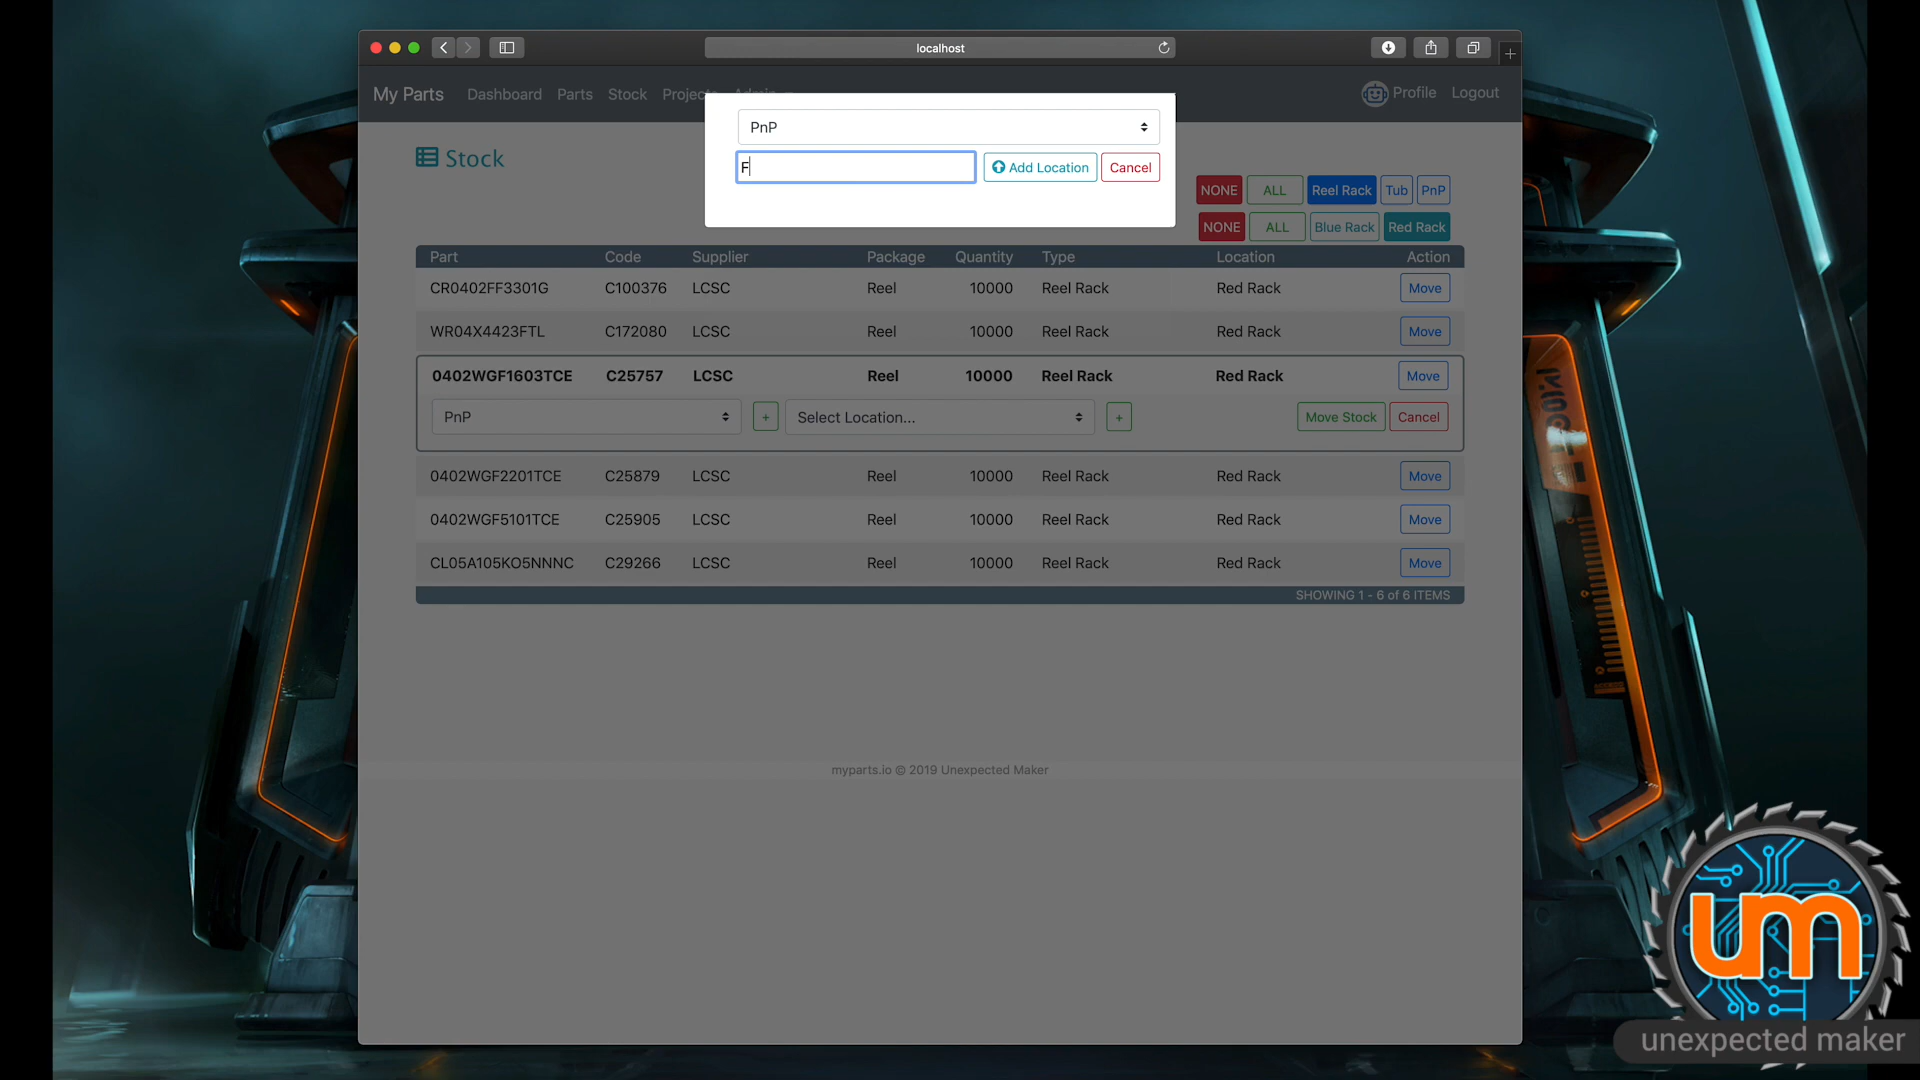 localhost
My Parts Dashboard Parts Stock Projects Admin Profile Logout
PnP
F Add Location Cancel
Stock
NONE ALL Reel Rack Tub PnP
NONE ALL Blue Rack Red Rack
Part Code Supplier Package Quantity Type Location Action
CR0402FF3301G C100376 LCSC Reel 10000 Reel Rack Red Rack Move
WR04X4423FTL C172080 LCSC Reel 10000 Reel Rack Red Rack Move
0402WGF1603TCE C25757 LCSC Reel 10000 Reel Rack Red Rack Move
PnP + Select Location... + Move Stock Cancel
0402WGF2201TCE C25879 LCSC Reel 10000 Reel Rack Red Rack Move
0402WGF5101TCE C25905 LCSC Reel 10000 Reel Rack Red Rack Move
CL05A105KO5NNNC C29266 LCSC Reel 10000 Reel Rack Red Rack Move
SHOWING 1 - 6 of 6 ITEMS
myparts.io © 2019 Unexpected Maker
um
unexpected maker